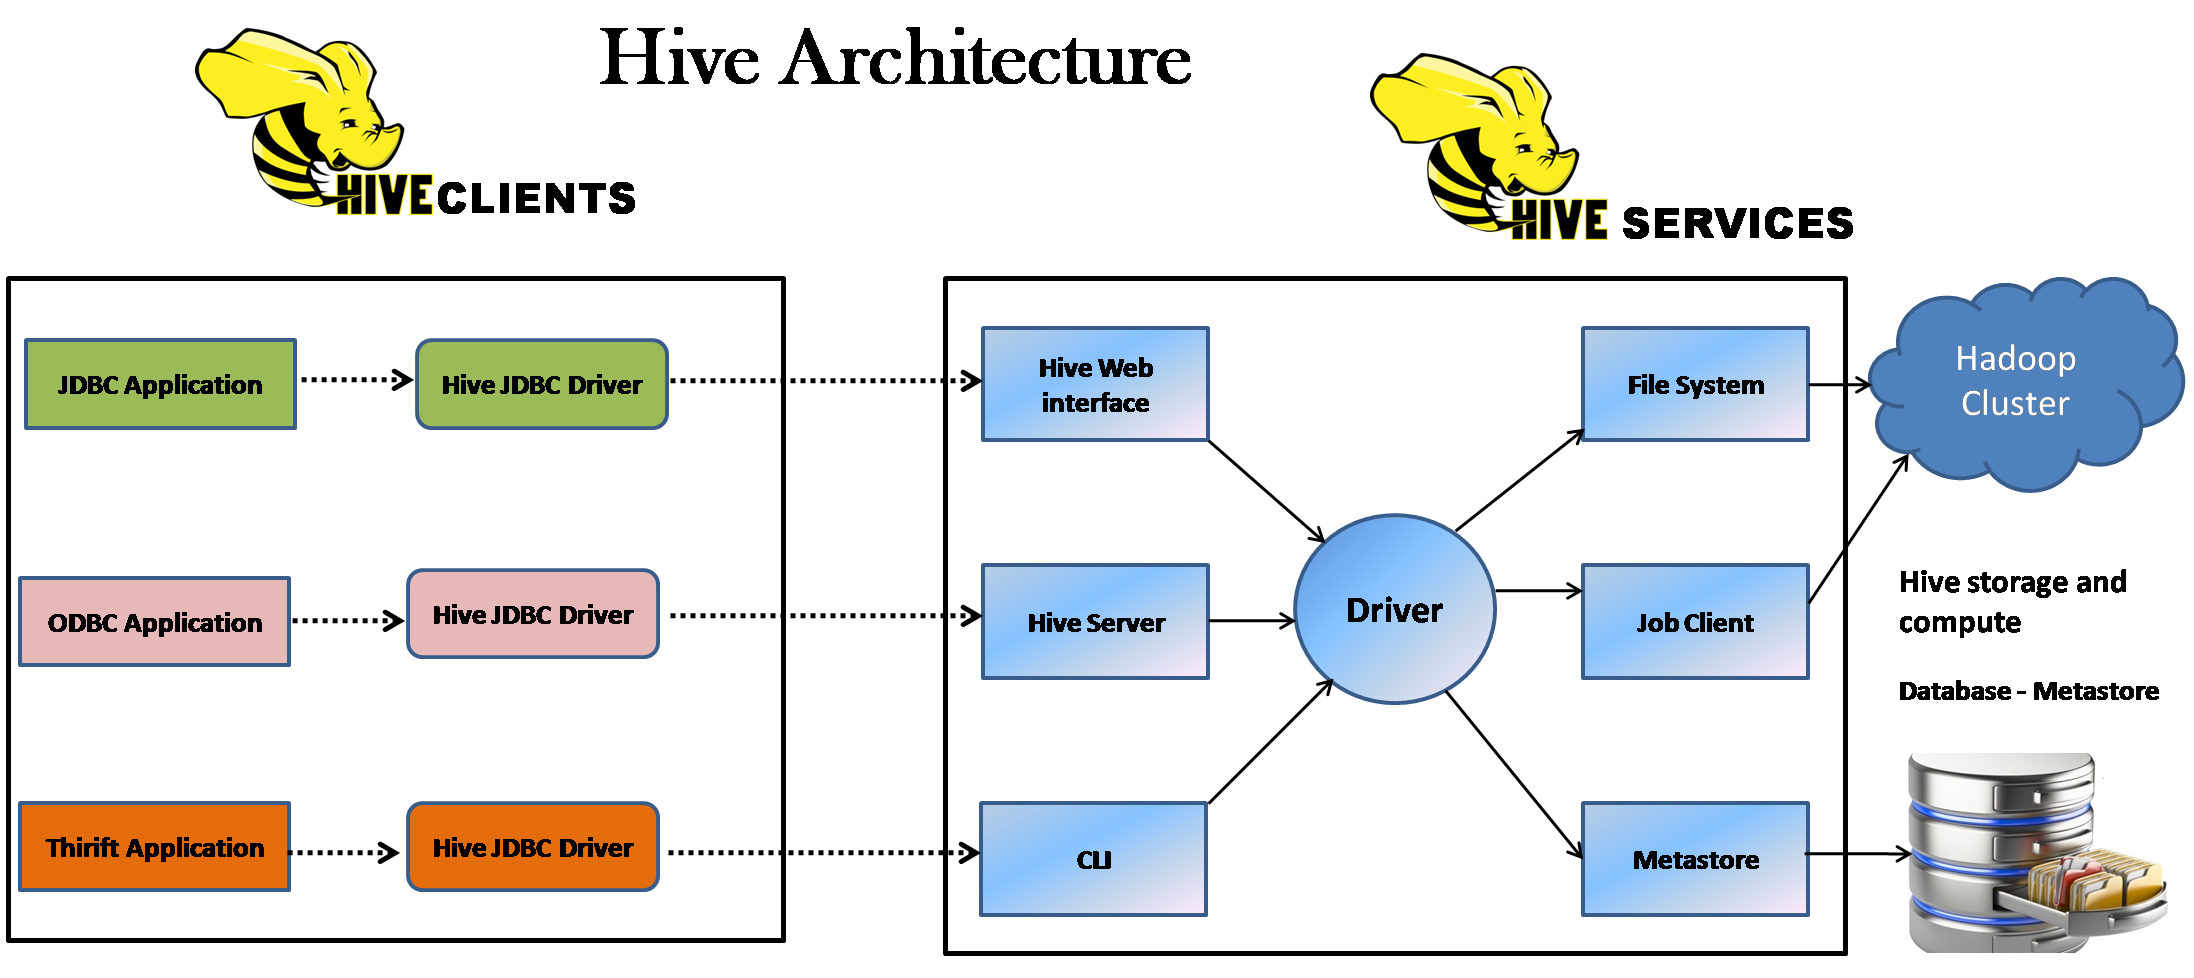 Hive Architecture
HIVE CLIENTS
HIVE SERVICES
JDBC Application
Hive JDBC Driver
Hive Web
interface
File System
Hadoop
Cluster
ODBC Application
Hive JDBC Driver
Hive Server
Driver
Job Client
Hive storage and
compute
Database - Metastore
Thirift Application
Hive JDBC Driver
CLI
Metastore